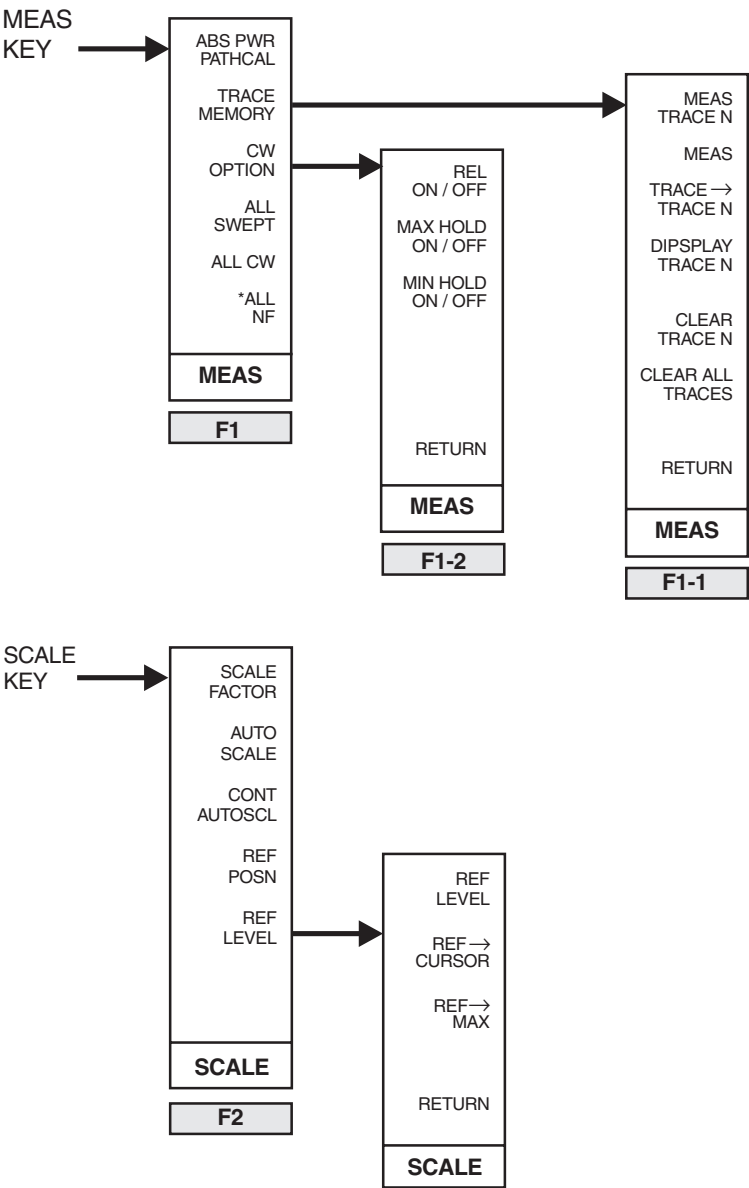 MEAS
KEY
ABS PWR
PATHCAL
TRACE
MEMORY
CW
OPTION
ALL
SWEPT
ALL CW
*ALL
NF
MEAS
F1
REL
ON / OFF
MAX HOLD
ON / OFF
MIN HOLD
ON / OFF
RETURN
MEAS
F1-2
MEAS
TRACE N
MEAS
TRACE →
TRACE N
DIPSPLAY
TRACE N
CLEAR
TRACE N
CLEAR ALL
TRACES
RETURN
MEAS
F1-1
SCALE
KEY
SCALE
FACTOR
AUTO
SCALE
CONT
AUTOSCL
REF
POSN
REF
LEVEL
SCALE
F2
REF
LEVEL
REF→
CURSOR
REF→
MAX
RETURN
SCALE